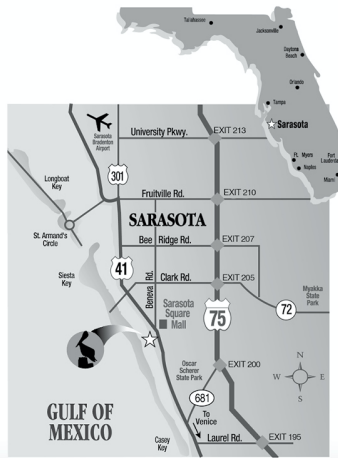 Tallahassee
Jacksonville
Daytona
Beach
Orlando
Tampa
Sarasota
Ft. Myers
Naples
Fort
Lauderdale
Miami
Sarasota
Bradenton
Airport
University Pkwy.
EXIT 213
301
Longboat
Key
Fruitville Rd.
EXIT 210
SARASOTA
St. Armand's
Circle
Bee Ridge Rd.
EXIT 207
Siesta
Key
41
Beneva Rd.
Clark Rd.
EXIT 205
Myakka
State
Park
72
Sarasota
Square
Mall
75
Oscar
Scherer
State Park
EXIT 200
N
W
E
S
681
To
Venice
GULF OF
MEXICO
Casey
Key
Laurel Rd.
EXIT 195